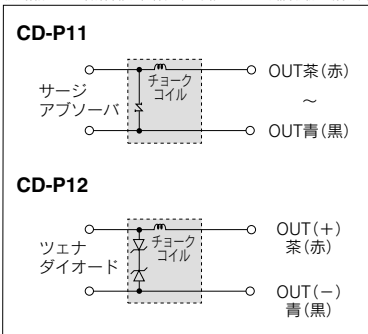 CD-P11
OUT茶(赤)
チョーク
コイル
サージ
アブソーバ
～
OUT青(黒)
CD-P12
OUT(+)
茶(赤)
チョーク
コイル
ツェナ
ダイオード
OUT(−)
青(黒)